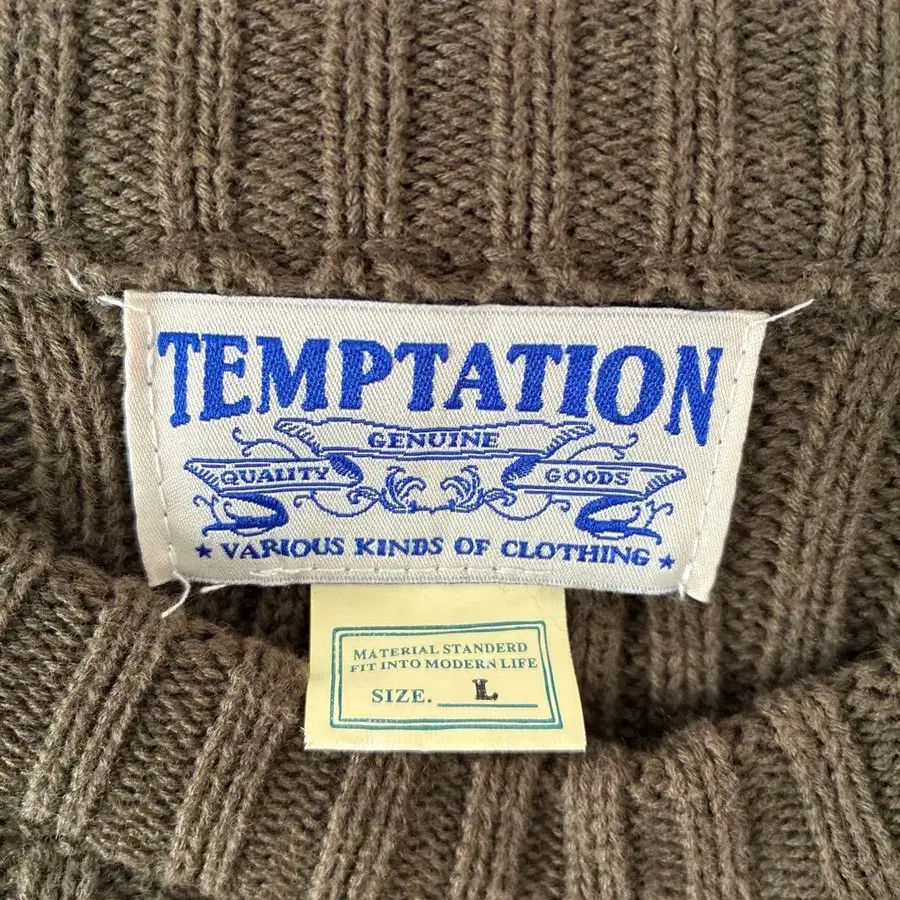 TEMPTATION
GENUINE
QUALITY GOODS
★ VARIOUS KINDS OF CLOTHING ★
MATERIAL STANDERD
FIT INTO MODERN LIFE
SIZE. L